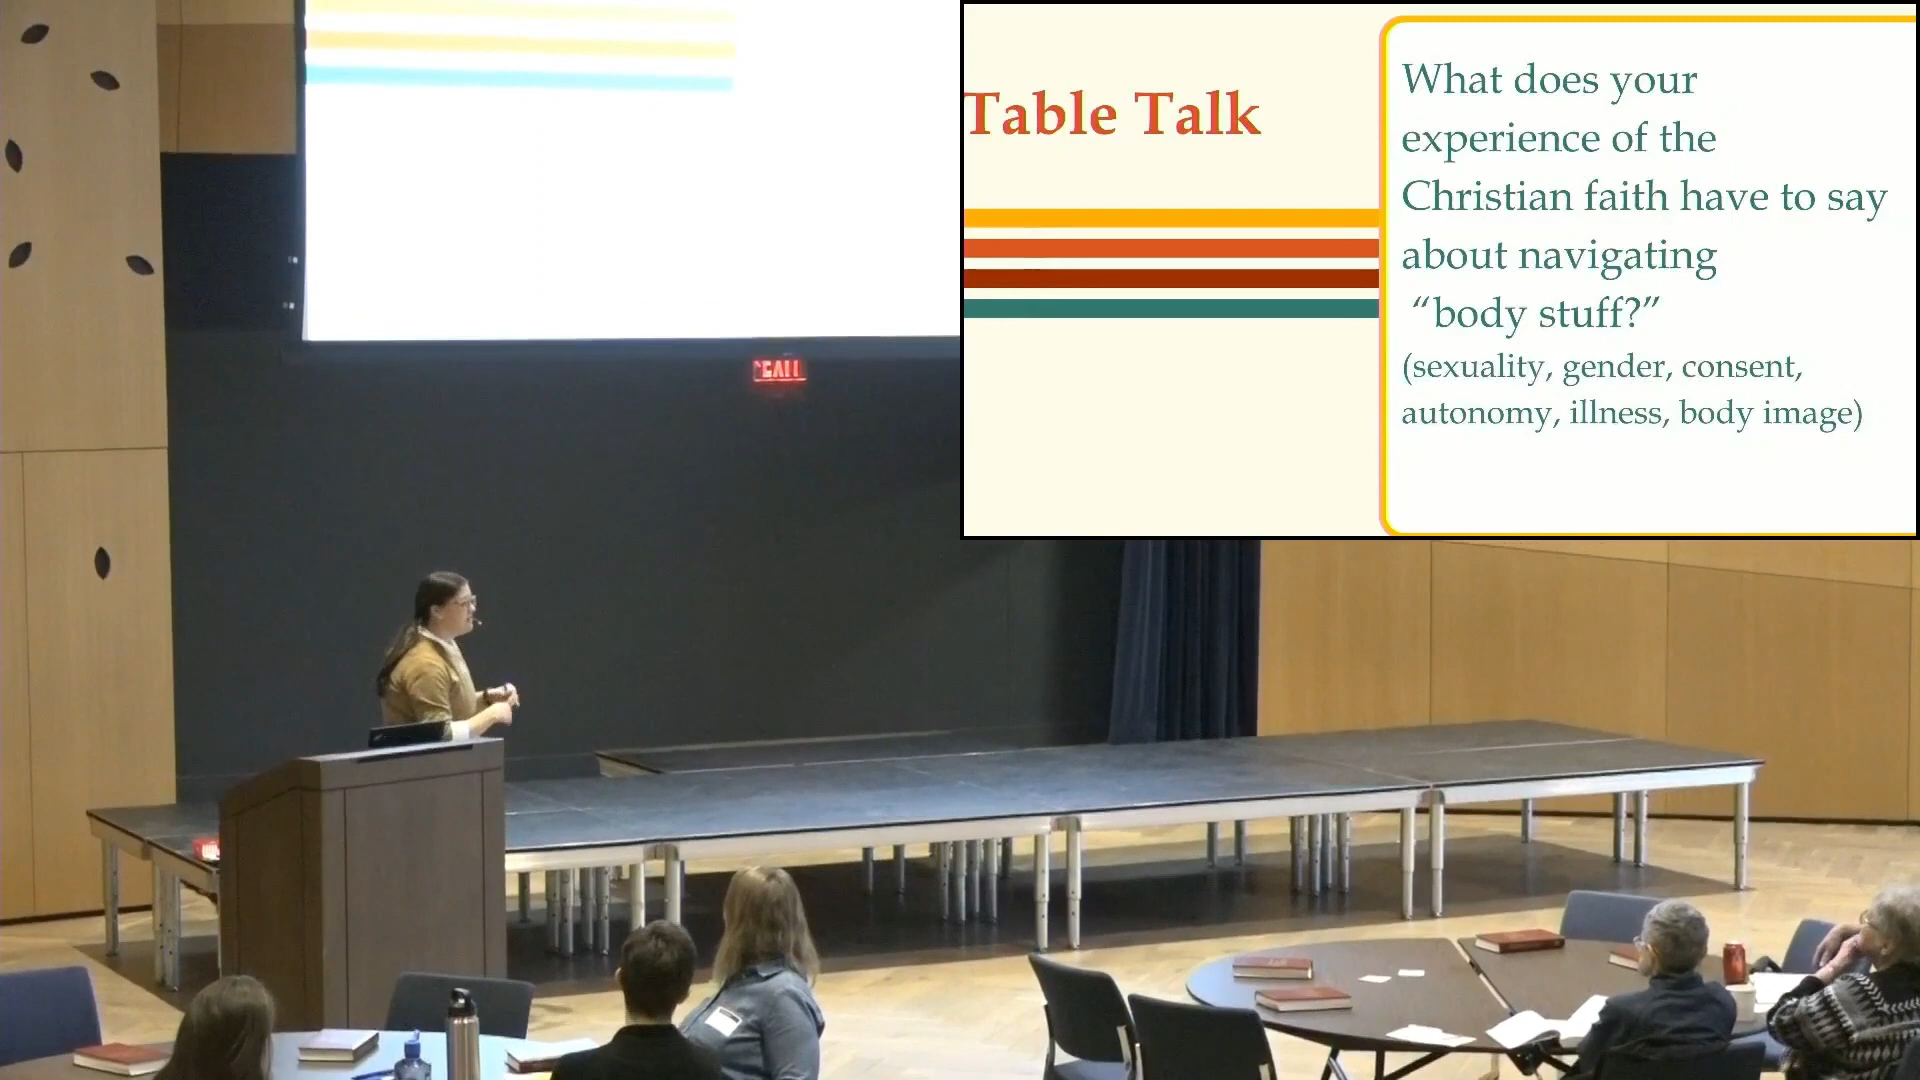 Table Talk
What does your
experience of the
Christian faith have to say
about navigating
“body stuff?”
(sexuality, gender, consent,
autonomy, illness, body image)